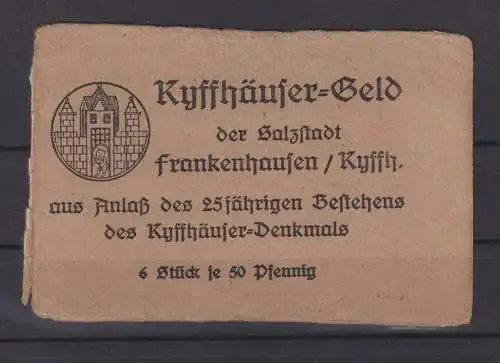 Kyffhäuser=Geld
der Salzstadt
Frankenhausen / Kyffh.
aus Anlaß des 25jährigen Bestehens
des Kyffhäuser=Denkmals
6 Stück je 50 Pfennig